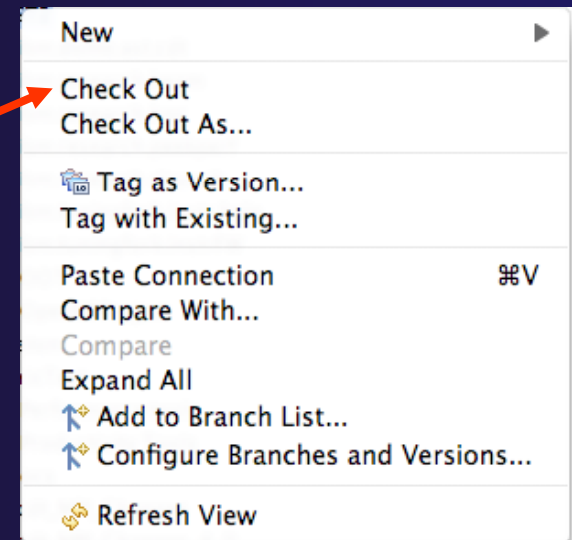 New
Check Out
Check Out As...
Tag as Version...
Tag with Existing...
Paste Connection ⌘V
Compare With...
Compare
Expand All
Add to Branch List...
Configure Branches and Versions...
Refresh View